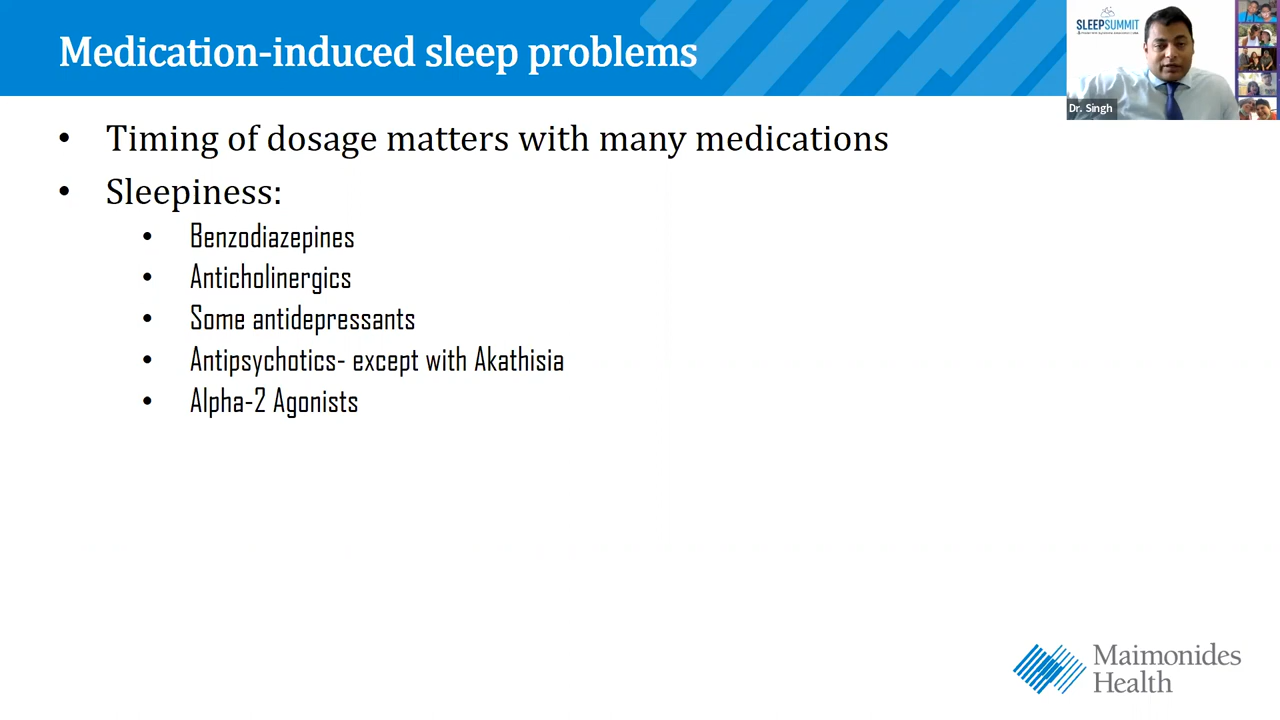 Medication-induced sleep problems
SLEEPSUMMIT
Dr. Singh
• Timing of dosage matters with many medications
• Sleepiness:
• Benzodiazepines
• Anticholinergics
• Some antidepressants
• Antipsychotics- except with Akathisia
• Alpha-2 Agonists
Maimonides
Health